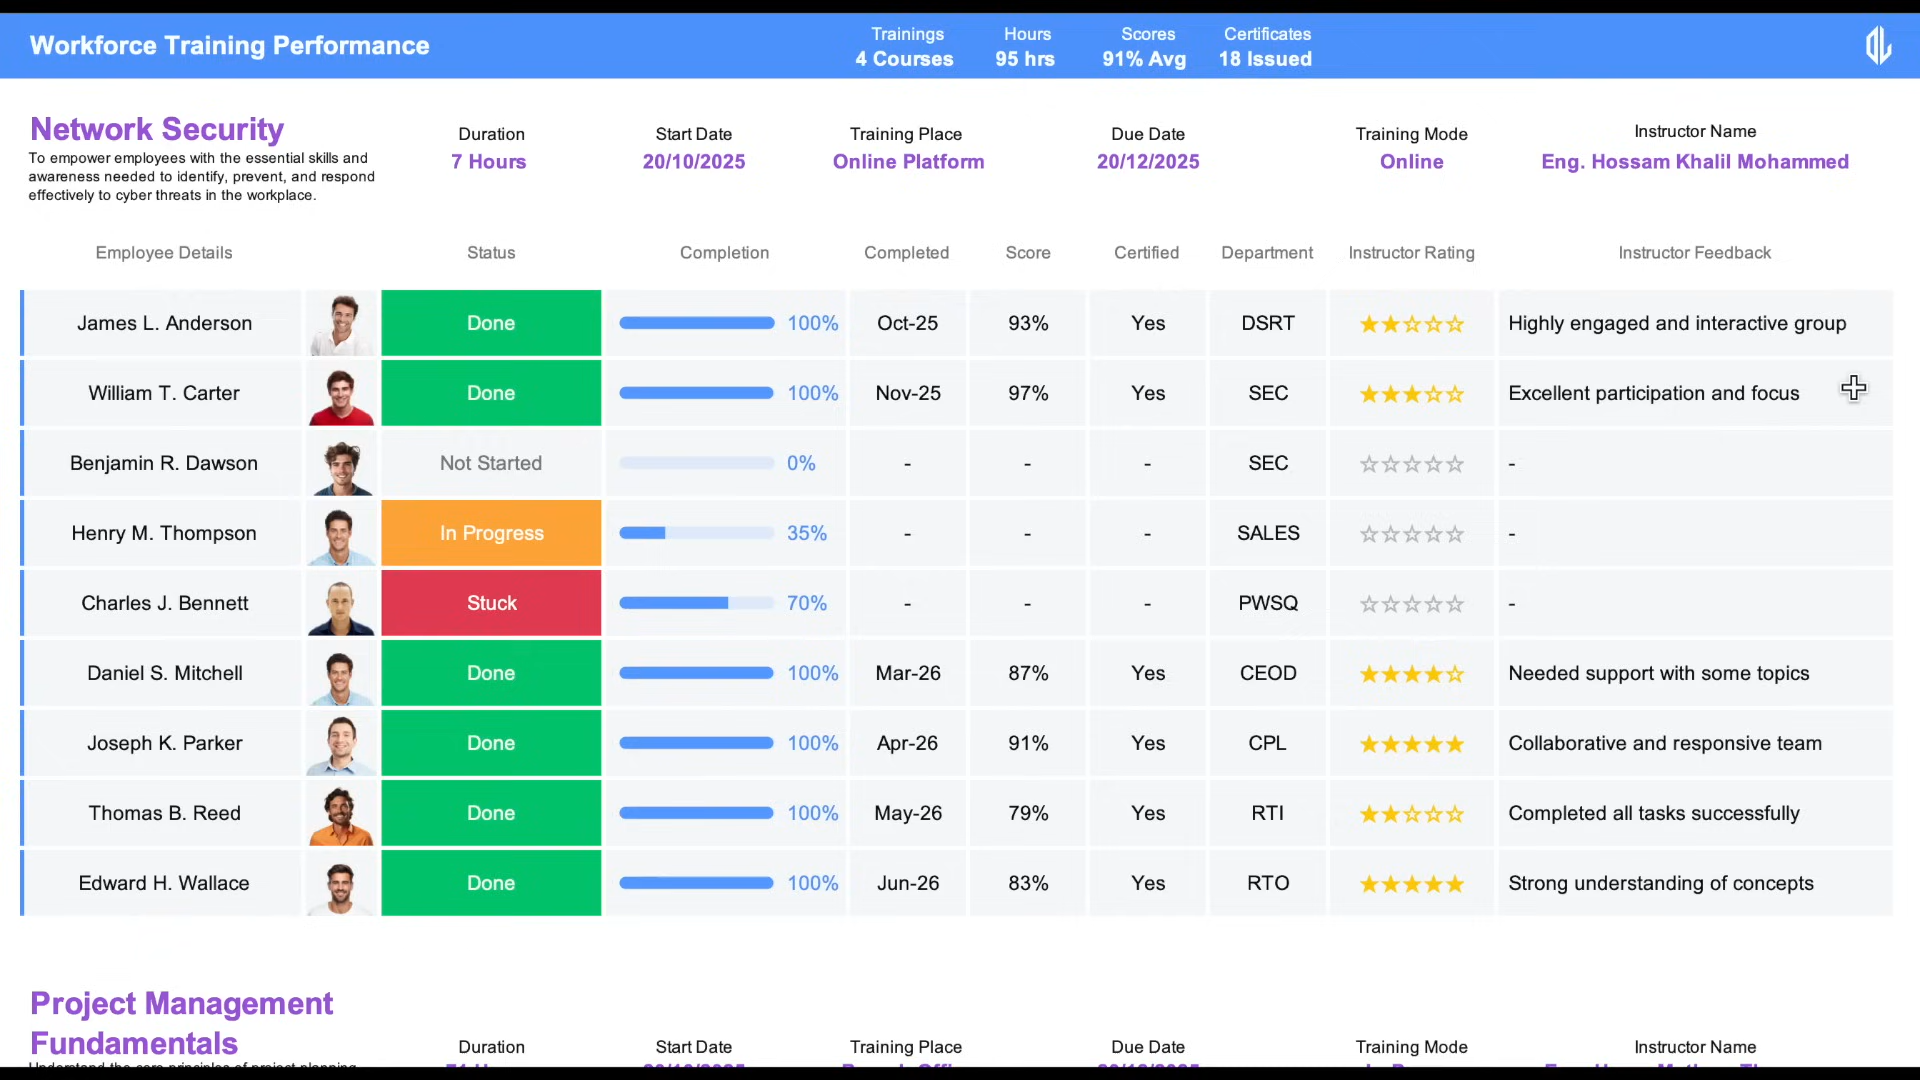 Workforce Training Performance
Trainings Hours Scores Certificates
4 Courses 95 hrs 91% Avg 18 Issued
Network Security
To empower employees with the essential skills and
awareness needed to identify, prevent, and respond
effectively to cyber threats in the workplace.
Duration Start Date Training Place Due Date Training Mode Instructor Name
7 Hours 20/10/2025 Online Platform 20/12/2025 Online Eng. Hossam Khalil Mohammed
Employee Details Status Completion Completed Score Certified Department Instructor Rating Instructor Feedback
James L. Anderson Done 100% Oct-25 93% Yes DSRT Highly engaged and interactive group
William T. Carter Done 100% Nov-25 97% Yes SEC Excellent participation and focus
Benjamin R. Dawson Not Started 0% - - - SEC -
Henry M. Thompson In Progress 35% - - - SALES -
Charles J. Bennett Stuck 70% - - - PWSQ -
Daniel S. Mitchell Done 100% Mar-26 87% Yes CEOD Needed support with some topics
Joseph K. Parker Done 100% Apr-26 91% Yes CPL Collaborative and responsive team
Thomas B. Reed Done 100% May-26 79% Yes RTI Completed all tasks successfully
Edward H. Wallace Done 100% Jun-26 83% Yes RTO Strong understanding of concepts
Project Management
Fundamentals
Duration Start Date Training Place Due Date Training Mode Instructor Name